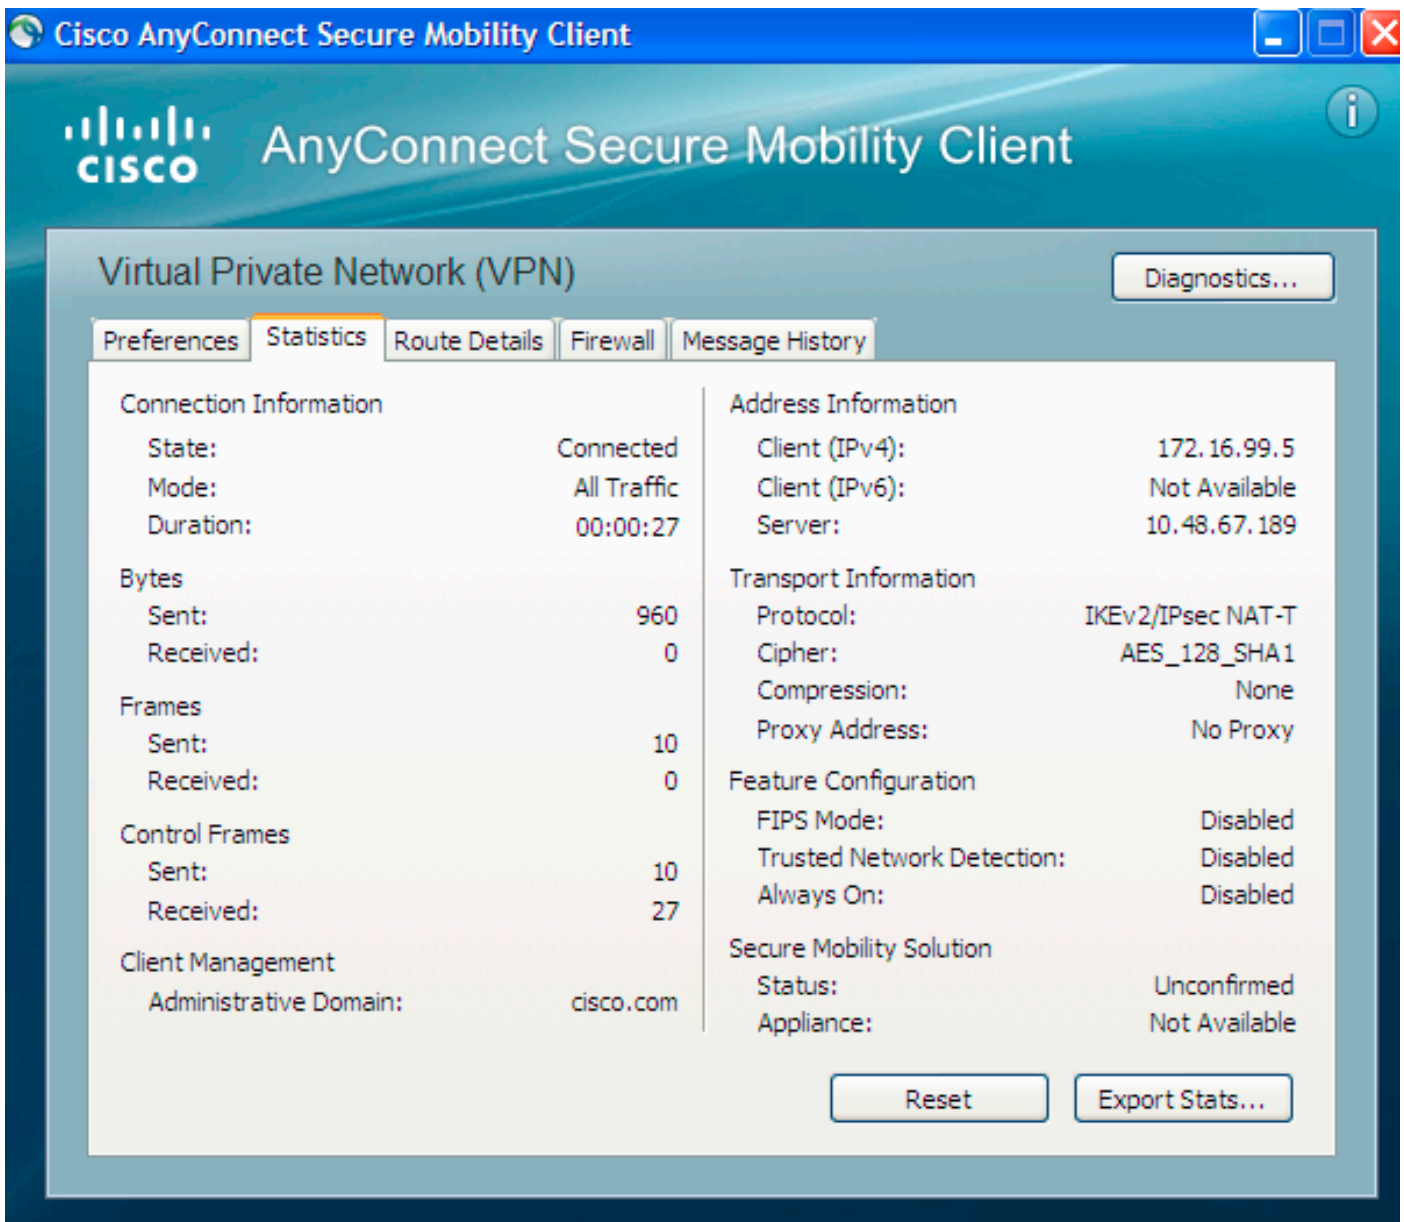 Cisco AnyConnect Secure Mobility Client
CISCO
AnyConnect Secure Mobility Client
i
Virtual Private Network (VPN)
Diagnostics...
Preferences Statistics Route Details Firewall Message History
Connection Information
State: Connected
Mode: All Traffic
Duration: 00:00:27
Bytes
Sent: 960
Received: 0
Frames
Sent: 10
Received: 0
Control Frames
Sent: 10
Received: 27
Client Management
Administrative Domain: cisco.com
Address Information
Client (IPv4): 172.16.99.5
Client (IPv6): Not Available
Server: 10.48.67.189
Transport Information
Protocol: IKEv2/IPsec NAT-T
Cipher: AES_128_SHA1
Compression: None
Proxy Address: No Proxy
Feature Configuration
FIPS Mode: Disabled
Trusted Network Detection: Disabled
Always On: Disabled
Secure Mobility Solution
Status: Unconfirmed
Appliance: Not Available
Reset
Export Stats...